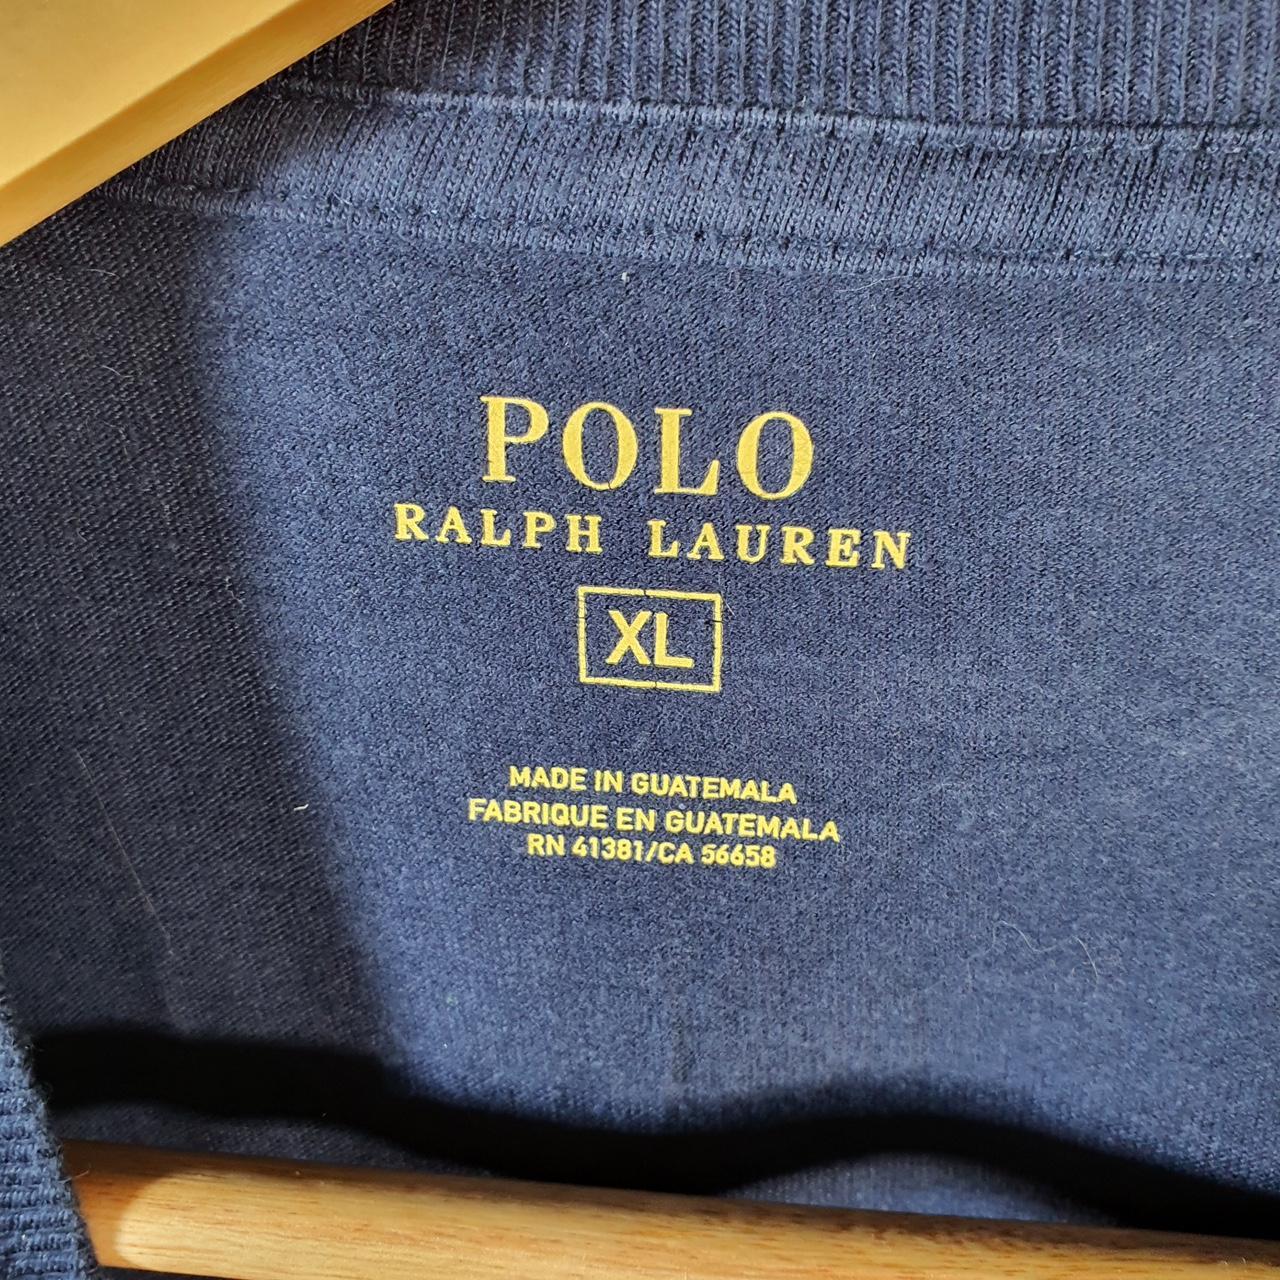 POLO
RALPH LAUREN
XL
MADE IN GUATEMALA
FABRIQUE EN GUATEMALA
RN 41381/CA 56658